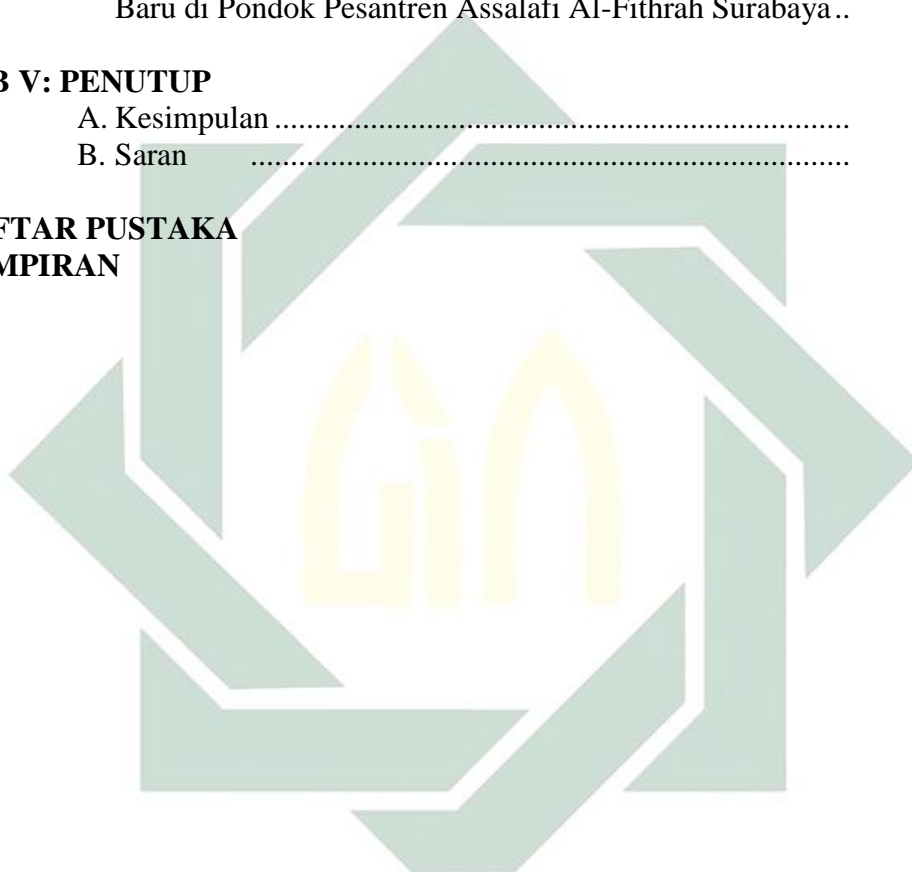 Baru di Pondok Pesantren Assalafi Al-Fithrah Surabaya..
B V: PENUTUP
A. Kesimpulan ........................................................................
B. Saran ...........................................................................
FTAR PUSTAKA
MPIRAN